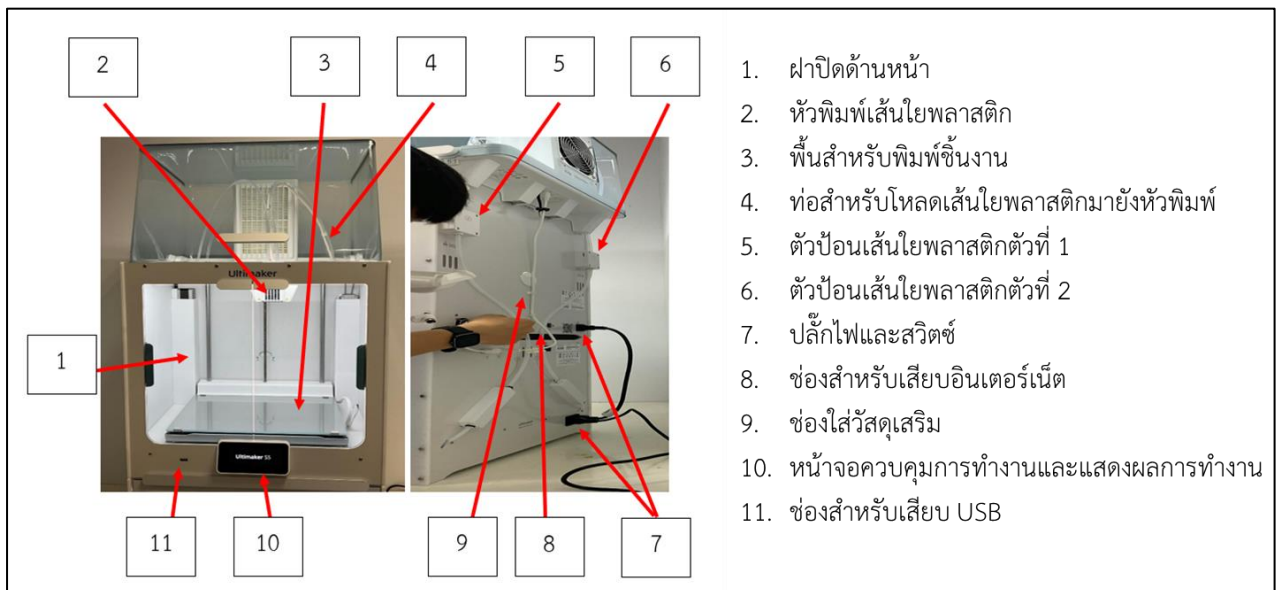 2
3
4
5
6
1
11
10
9
8
7
Ultimaker
Ultimaker S5
1. ฝาปิดด้านหน้า
2. หัวพิมพ์เส้นใยพลาสติก
3. พื้นสำหรับพิมพ์ชิ้นงาน
4. ท่อสำหรับโหลดเส้นใยพลาสติกมายังหัวพิมพ์
5. ตัวป้อนเส้นใยพลาสติกตัวที่ 1
6. ตัวป้อนเส้นใยพลาสติกตัวที่ 2
7. ปลั๊กไฟและสวิตซ์
8. ช่องสำหรับเสียบอินเตอร์เน็ต
9. ช่องใส่วัสดุเสริม
10. หน้าจอควบคุมการทำงานและแสดงผลการทำงาน
11. ช่องสำหรับเสียบ USB